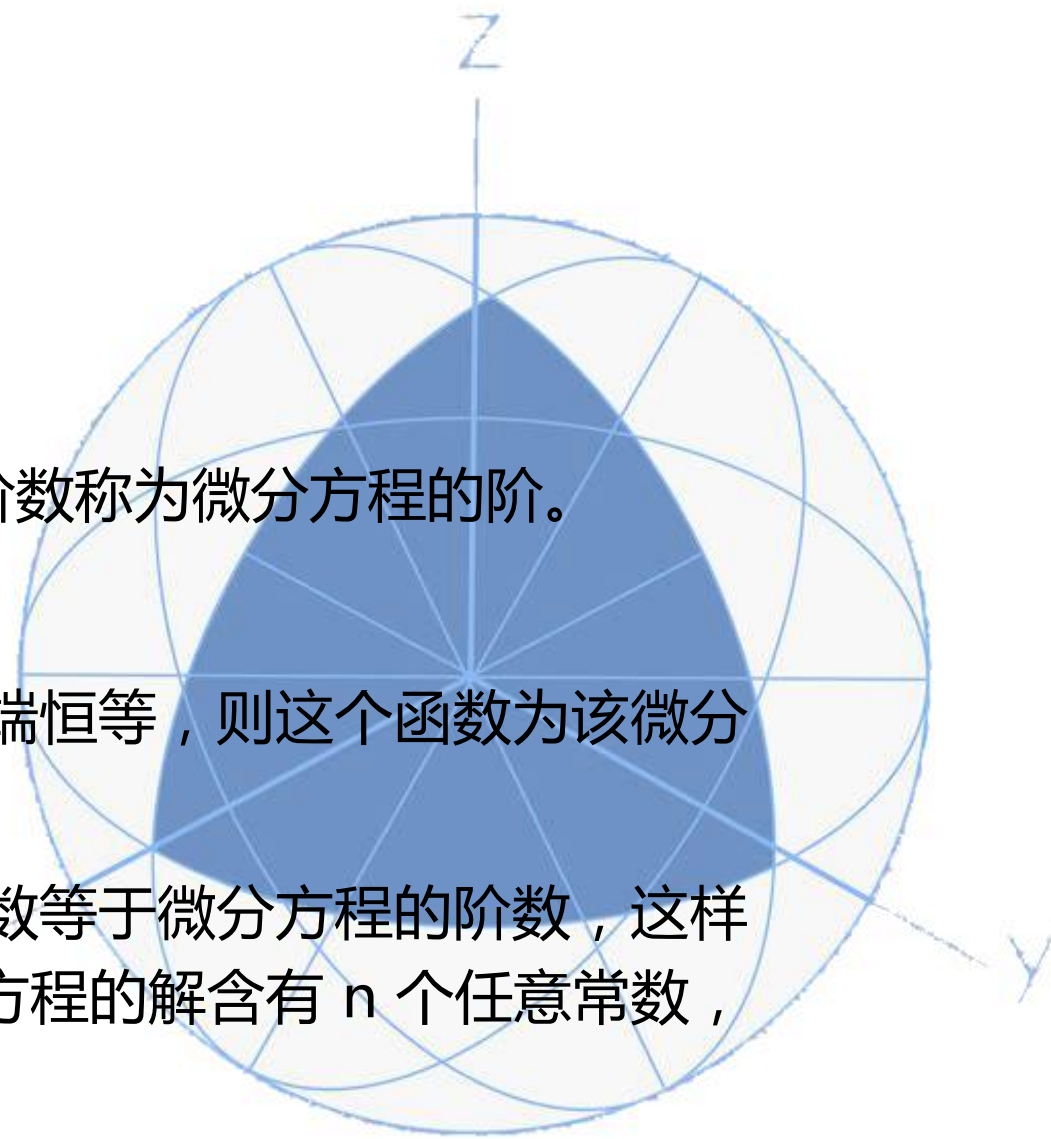 Z
阶数称为微分方程的阶。
端恒等，则这个函数为该微分
数等于微分方程的阶数，这样
Y
方程的解含有 n 个任意常数，